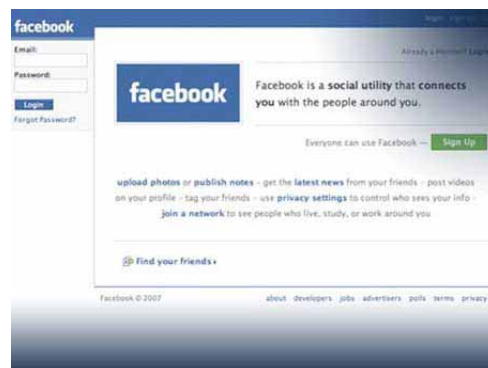 facebook
login
Already a Member? Login
Email:
Password:
Login
Forgot Password?
facebook
Facebook is a social utility that connects
you with the people around you.
Everyone can use Facebook — Sign Up
upload photos or publish notes - get the latest news from your friends - post videos
on your profile - tag your friends - use privacy settings to control who sees your info -
join a network to see people who live, study, or work around you
Find your friends
Facebook © 2007
about developers jobs advertisers polls terms privacy